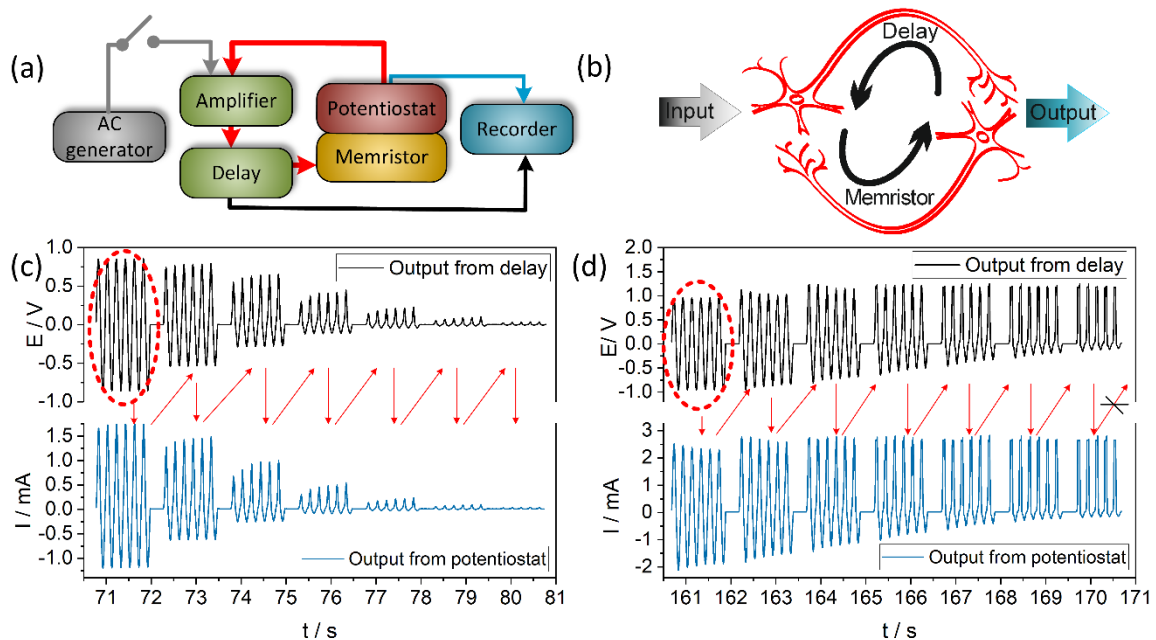 (a)
AC
generator
Amplifier
Delay
Potentiostat
Memristor
Recorder
(b)
Input
Delay
Memristor
Output
(c)
1.0
0.5
0.0
-0.5
-1.0
E / V
Output from delay
1.5
1.0
0.5
0.0
-0.5
-1.0
I / mA
Output from potentiostat
71 72 73 74 75 76 77 78 79 80 81
t / s
(d)
2.0
1.5
1.0
0.5
0.0
-0.5
-1.0
E/ V
Output from delay
3
2
1
0
-1
-2
I / mA
Output from potentiostat
161 162 163 164 165 166 167 168 169 170 171
t / s